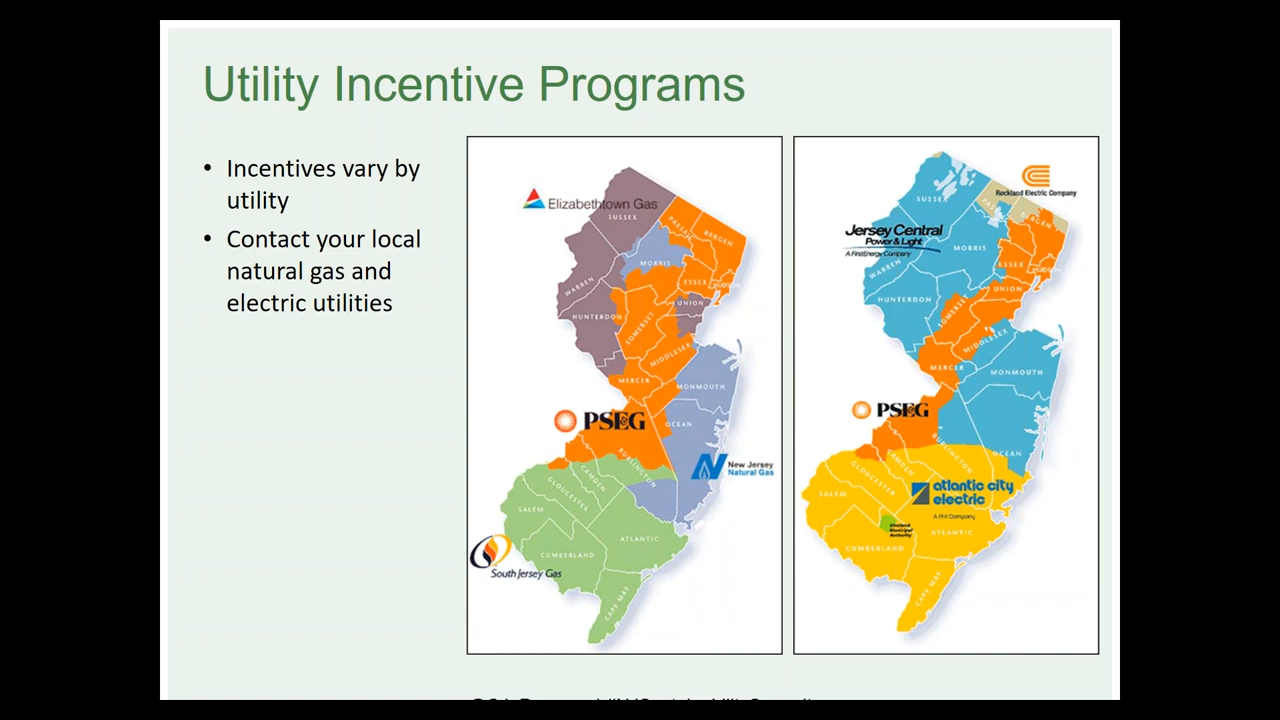 Utility Incentive Programs
• Incentives vary by
utility
• Contact your local
natural gas and
electric utilities
Elizabethtown Gas
SUSSEX
PASSAIC
BERGEN
MORRIS
WARREN
ESSEX
HUDSON
UNION
HUNTERDON
SOMERSET
MIDDLESEX
MERCER
MONMOUTH
PSEG
OCEAN
BURLINGTON
New Jersey
Natural Gas
CAMDEN
GLOUCESTER
SALEM
ATLANTIC
CUMBERLAND
South Jersey Gas
CAPE MAY
Rockland Electric Company
SUSSEX
BERGEN
Jersey Central
Power & Light
A FirstEnergy Company
MORRIS
ESSEX
HUDSON
WARREN
UNION
HUNTERDON
SOMERSET
MIDDLESEX
MERCER
MONMOUTH
PSEG
BURLINGTON
OCEAN
CAMDEN
GLOUCESTER
SALEM
atlantic city
electric
A PHI Company
Vineland
Municipal
Authority
ATLANTIC
CUMBERLAND
CAPE MAY